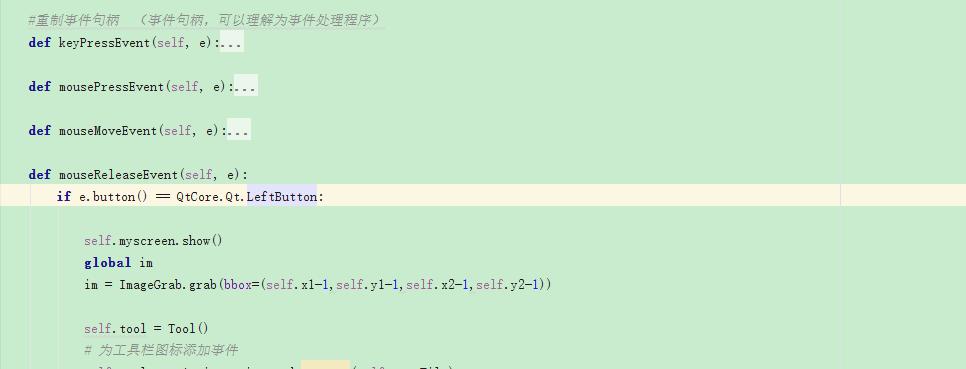 #重制事件句柄 （事件句柄，可以理解为事件处理程序）
def keyPressEvent(self, e):...
def mousePressEvent(self, e):...
def mouseMoveEvent(self, e):...
def mouseReleaseEvent(self, e):
if e.button() == QtCore.Qt.LeftButton:
self.myscreen.show()
global im
im = ImageGrab.grab(bbox=(self.x1-1,self.y1-1,self.x2-1,self.y2-1))
self.tool = Tool()
# 为工具栏图标添加事件